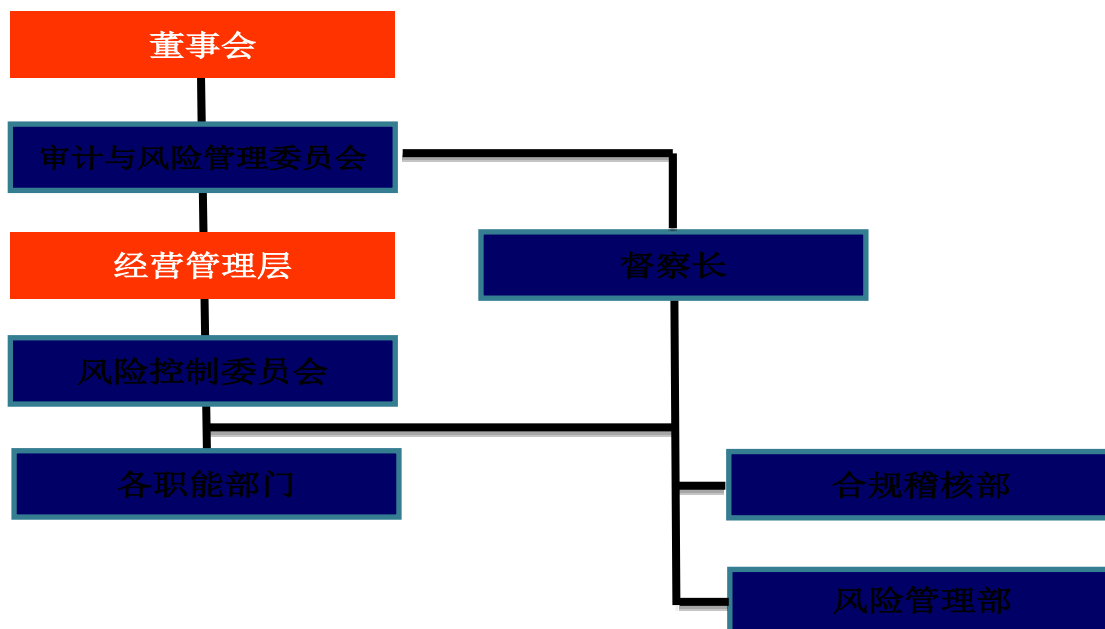 董事会
审计与风险管理委员会
经营管理层
督察长
风险控制委员会
各职能部门
合规稽核部
风险管理部